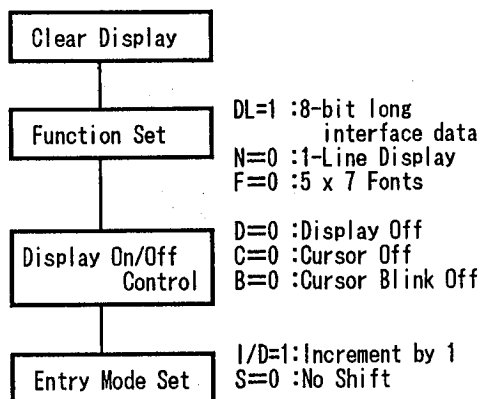 Clear Display
Function Set
DL=1 :8-bit long
interface data
N=0 :1-Line Display
F=0 :5 x 7 Fonts
Display On/Off
Control
D=0 :Display Off
C=0 :Cursor Off
B=0 :Cursor Blink Off
Entry Mode Set
I/D=1:Increment by 1
S=0 :No Shift